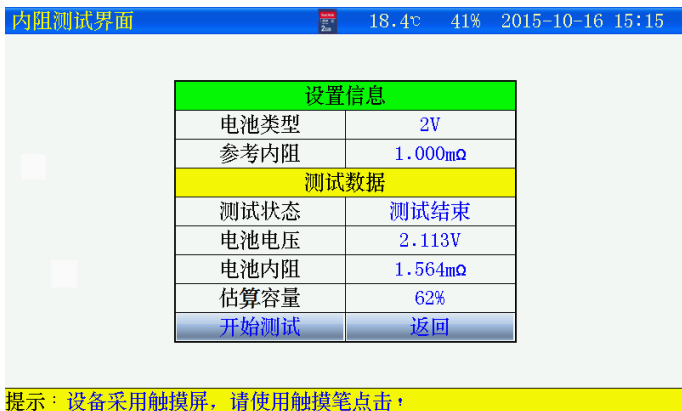 内阻测试界面 18.4℃ 41% 2015-10-16 15:15
设置信息
电池类型 2V
参考内阻 1.000mΩ
测试数据
测试状态 测试结束
电池电压 2.113V
电池内阻 1.564mΩ
估算容量 62%
开始测试 返回
提示：设备采用触摸屏，请使用触摸笔点击！